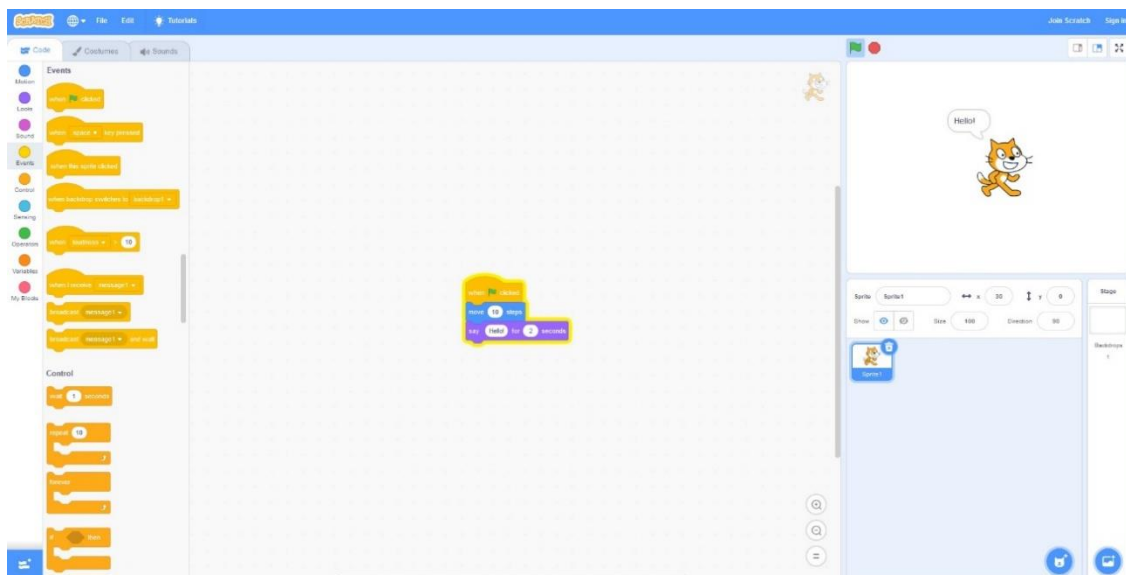 SCRATCH
File Edit Tutorials
Join Scratch Sign in
Code Costumes Sounds
Motion
Looks
Sound
Events
Control
Sensing
Operators
Variables
My Blocks
Events
when clicked
when space key pressed
when this sprite clicked
when backdrop switches to backdrop1
when loudness > 10
when I receive message1
broadcast message1
broadcast message1 and wait
Control
wait 1 seconds
repeat 10
forever
if then
when clicked
move 10 steps
say Hello! for 2 seconds
Hello!
Sprite Sprite1 x 30 y 0
Show Size 100 Direction 90
Sprite1
Stage
Backdrops
1